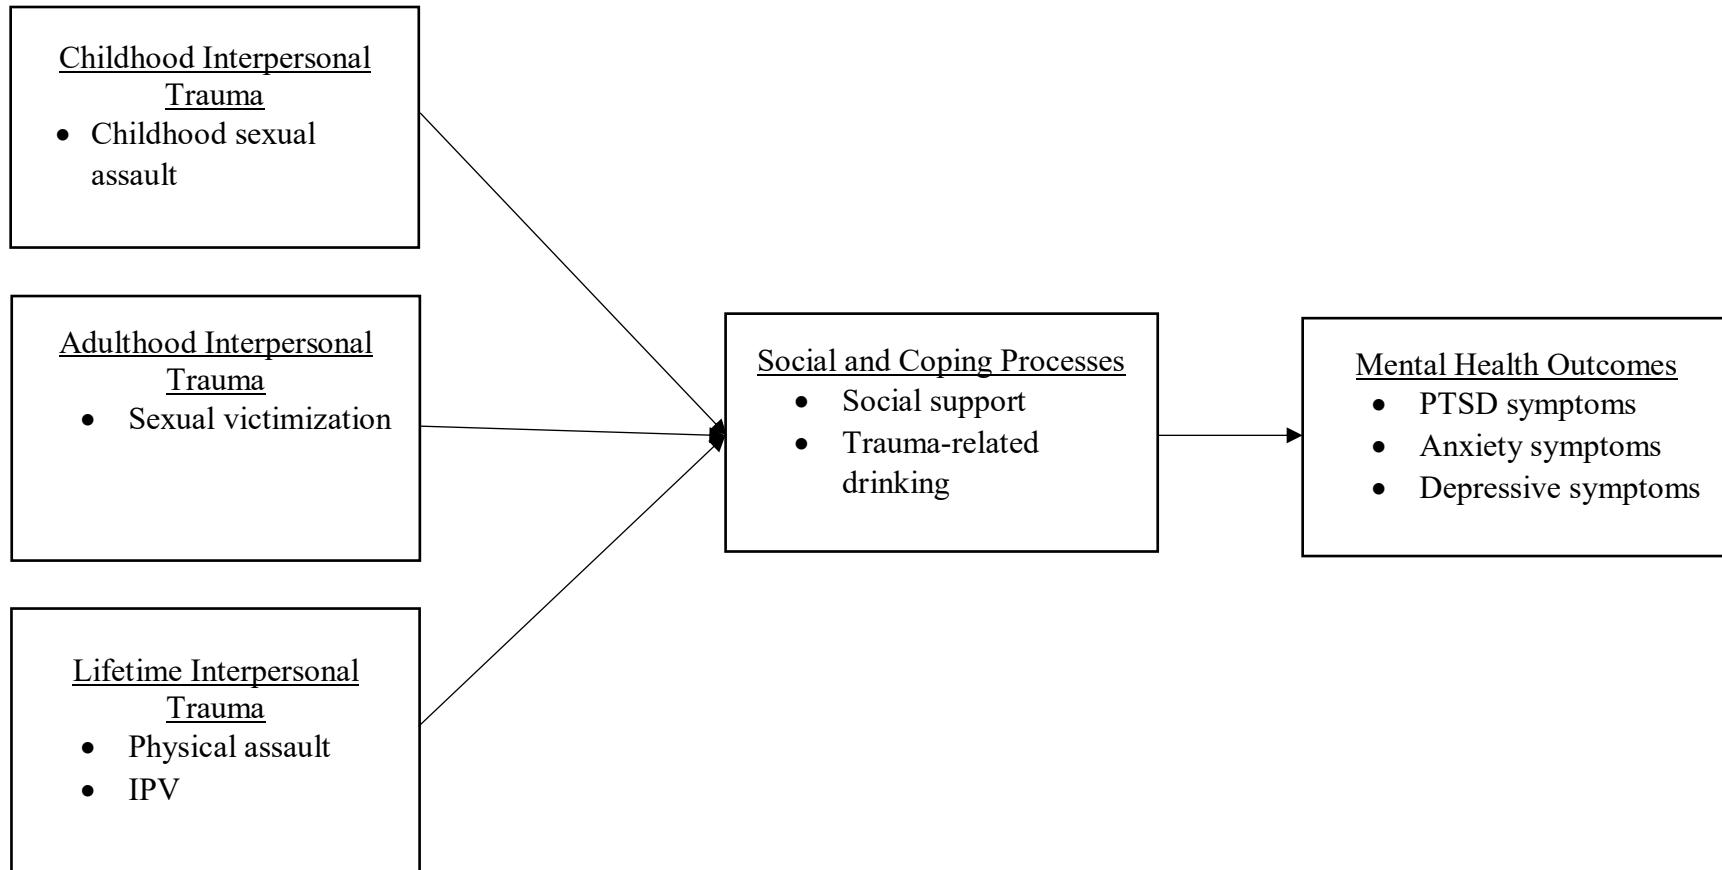 Childhood Interpersonal
Trauma
• Childhood sexual
assault
Adulthood Interpersonal
Trauma
• Sexual victimization
Lifetime Interpersonal
Trauma
• Physical assault
• IPV
Social and Coping Processes
• Social support
• Trauma-related
drinking
Mental Health Outcomes
• PTSD symptoms
• Anxiety symptoms
• Depressive symptoms